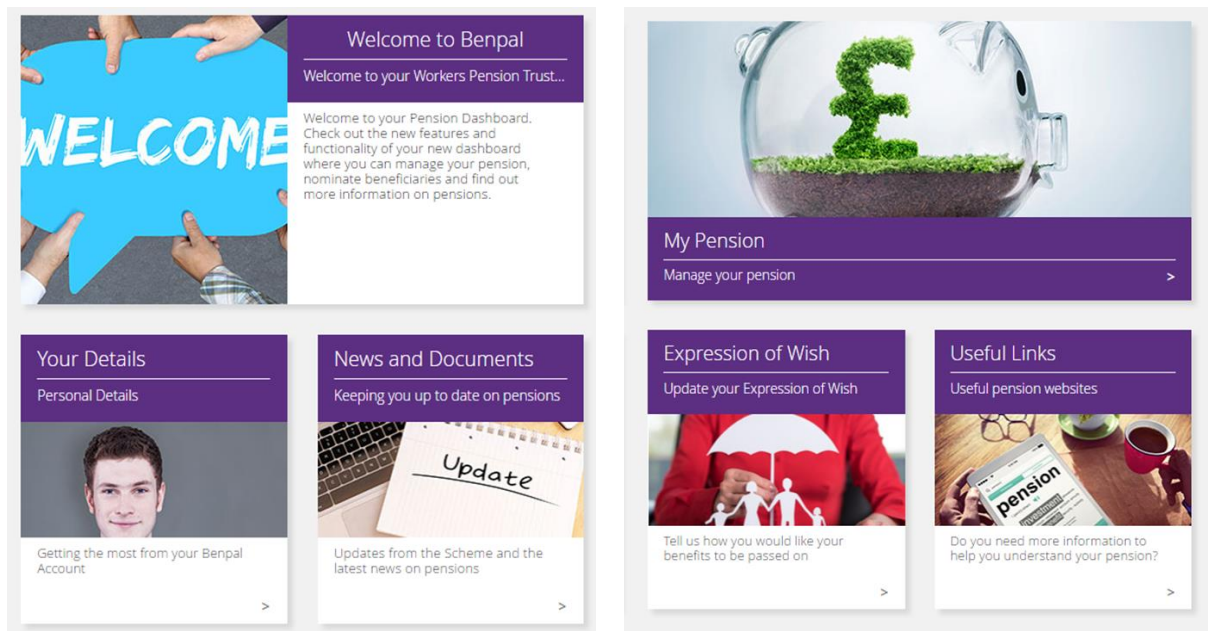 WELCOME
Welcome to Benpal
Welcome to your Workers Pension Trust...
Welcome to your Pension Dashboard.
Check out the new features and
functionality of your new dashboard
where you can manage your pension,
nominate beneficiaries and find out
more information on pensions.
Your Details
Personal Details
Getting the most from your Benpal
Account
>
News and Documents
Keeping you up to date on pensions
Update
Updates from the Scheme and the
latest news on pensions
>
£
My Pension
Manage your pension >
Expression of Wish
Update your Expression of Wish
Tell us how you would like your
benefits to be passed on
>
Useful Links
Useful pension websites
pension
investment
Do you need more information to
help you understand your pension?
>